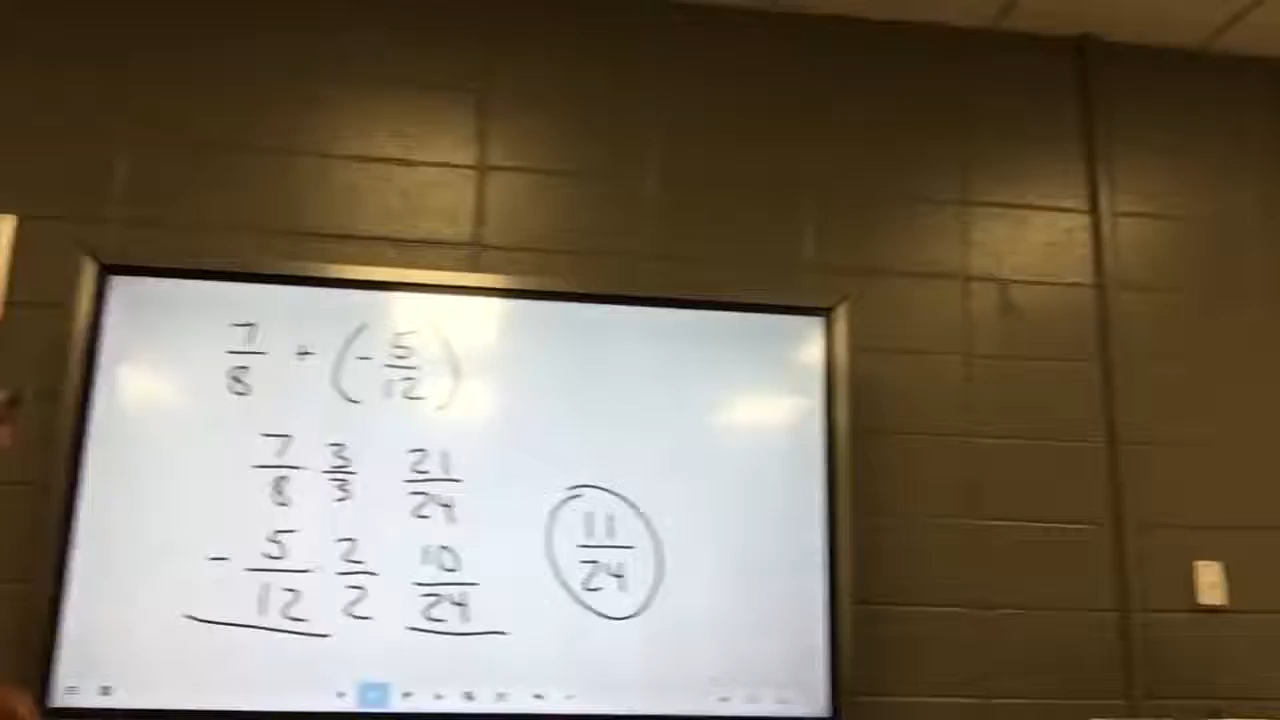 7/8 + (-5/12)
7/8 3/3 21/24
- 5/12 2/2 10/24
11/24